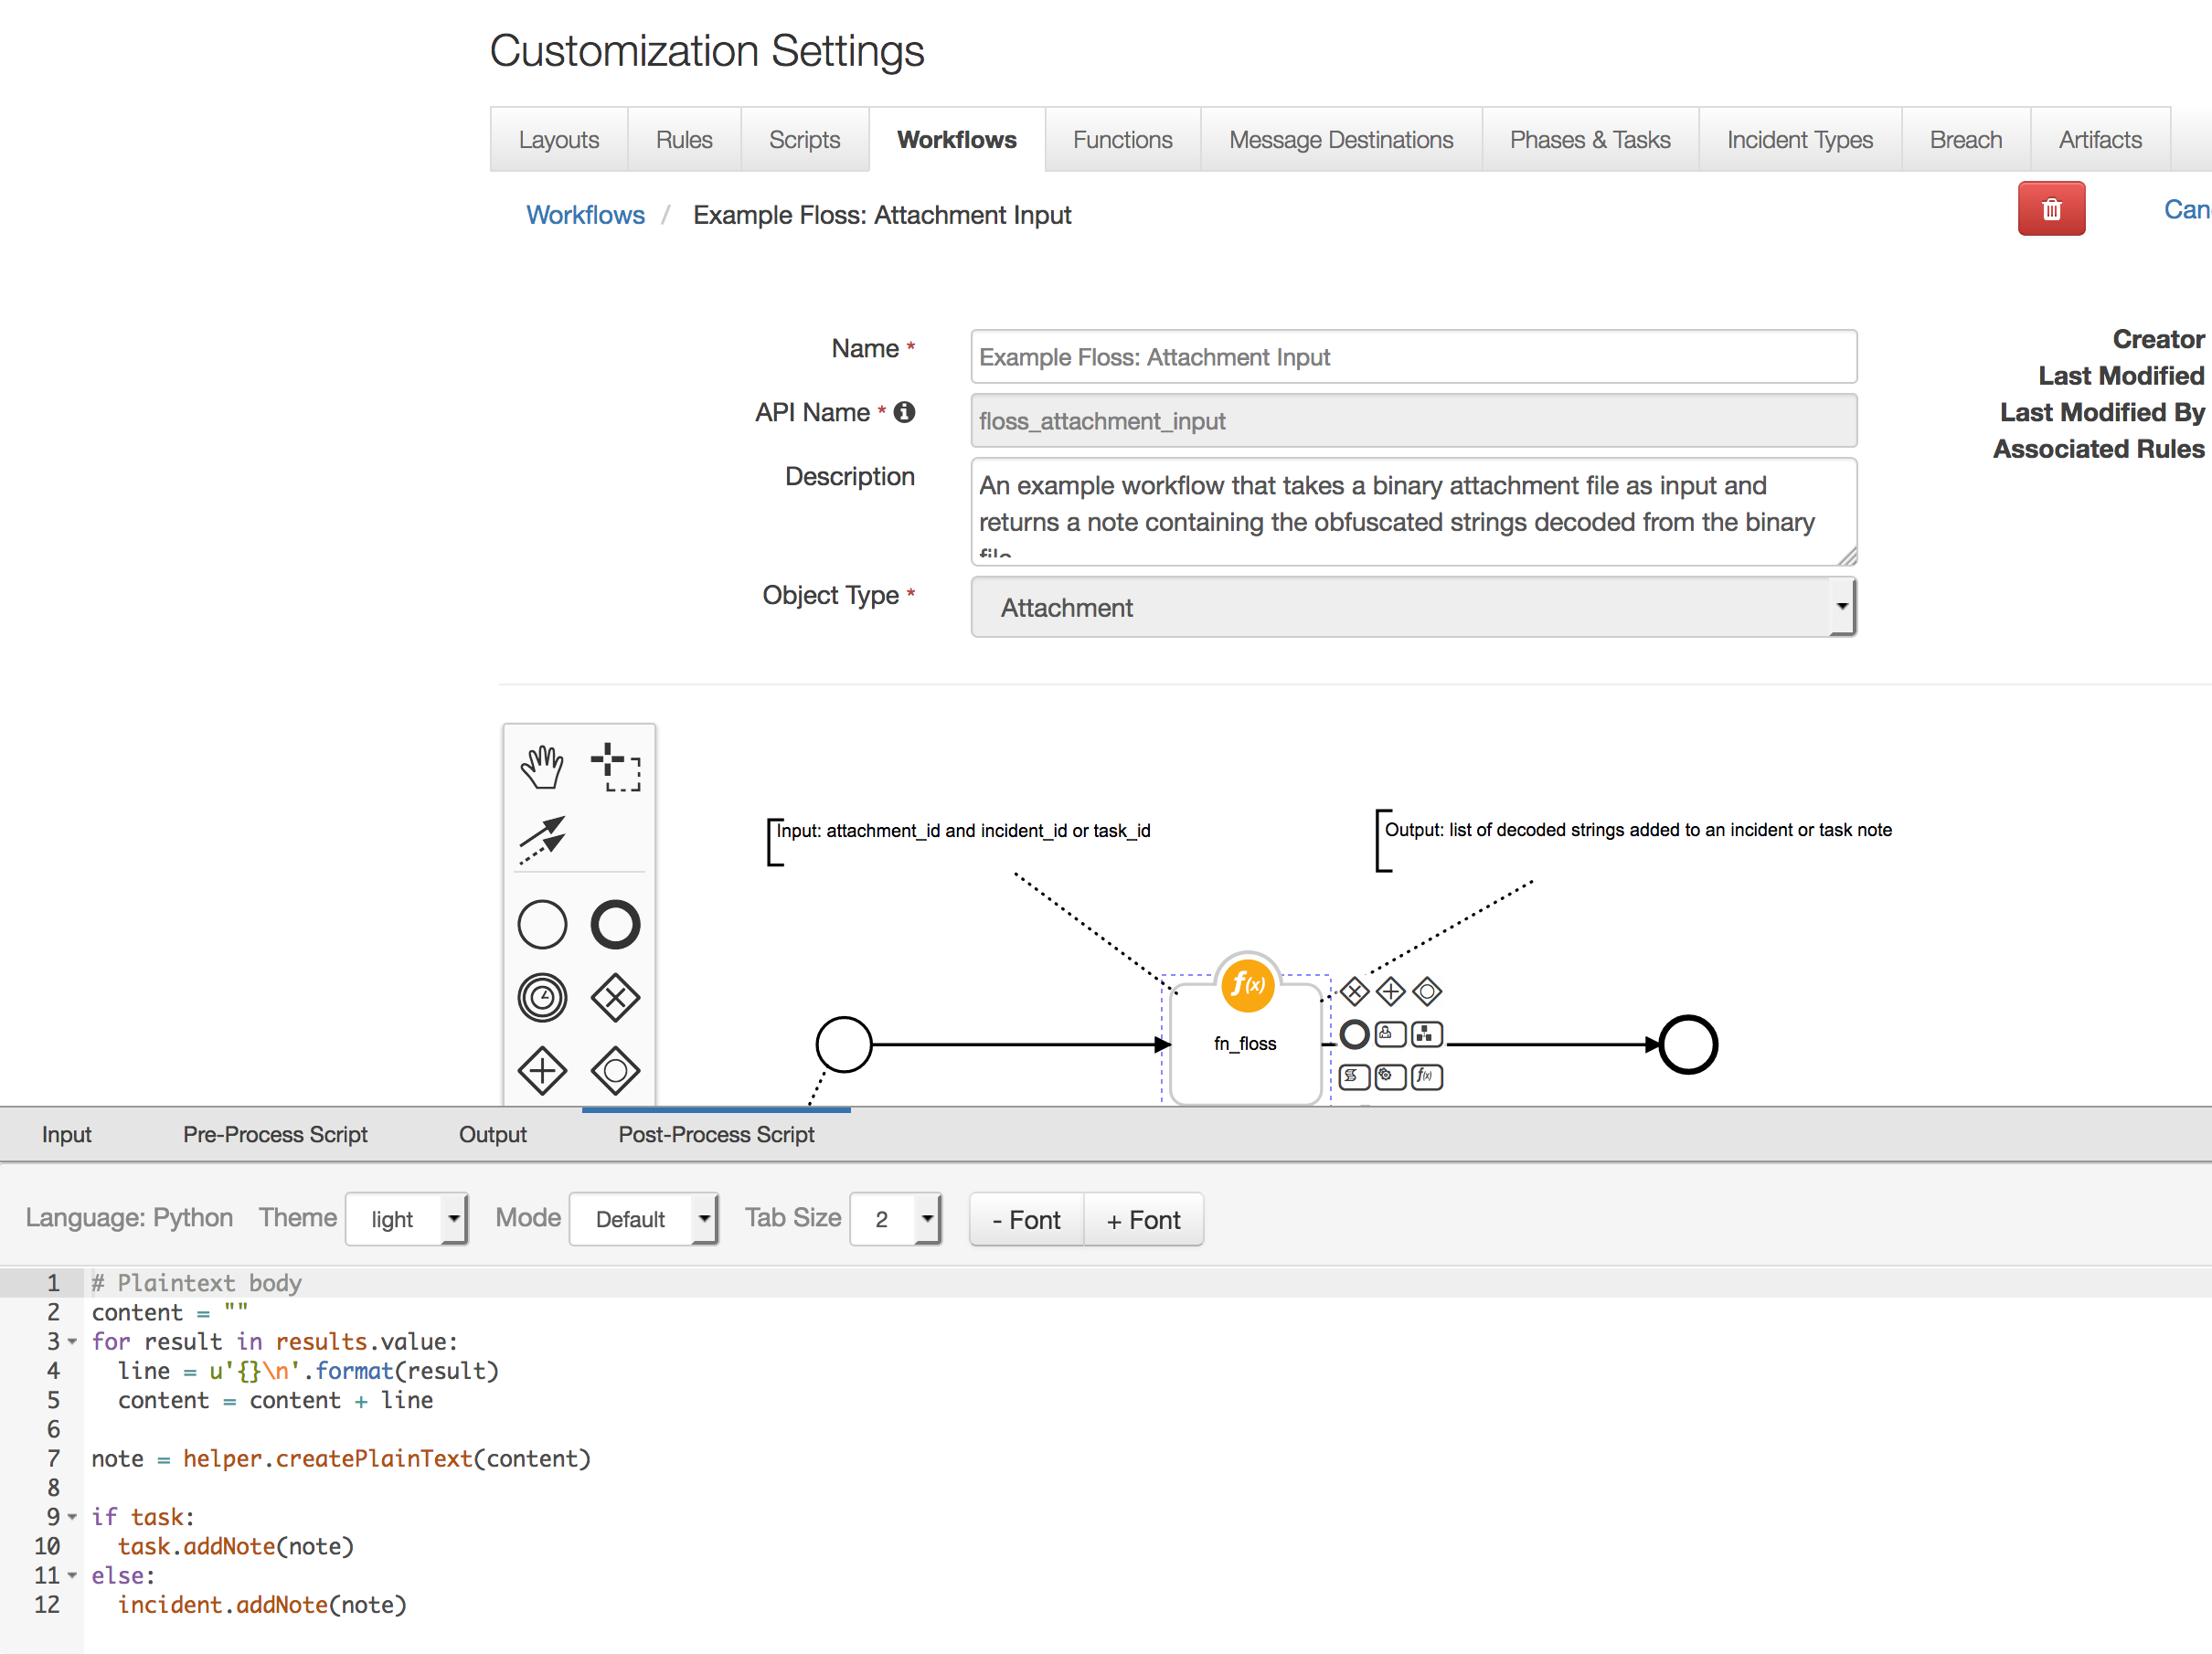 Customization Settings
Layouts Rules Scripts Workflows Functions Message Destinations Phases & Tasks Incident Types Breach Artifacts
Workflows / Example Floss: Attachment Input
Can
Name * Example Floss: Attachment Input
Creator
API Name * floss_attachment_input
Last Modified
Last Modified By
Associated Rules
Description An example workflow that takes a binary attachment file as input and
returns a note containing the obfuscated strings decoded from the binary
file
Object Type * Attachment
Input: attachment_id and incident_id or task_id
Output: list of decoded strings added to an incident or task note
f(x)
fn_floss
f(x)
Input Pre-Process Script Output Post-Process Script
Language: Python Theme light Mode Default Tab Size 2 - Font + Font
1 # Plaintext body
2 content = ""
3 for result in results.value:
4 line = u'{}\n'.format(result)
5 content = content + line
6
7 note = helper.createPlainText(content)
8
9 if task:
10 task.addNote(note)
11 else:
12 incident.addNote(note)